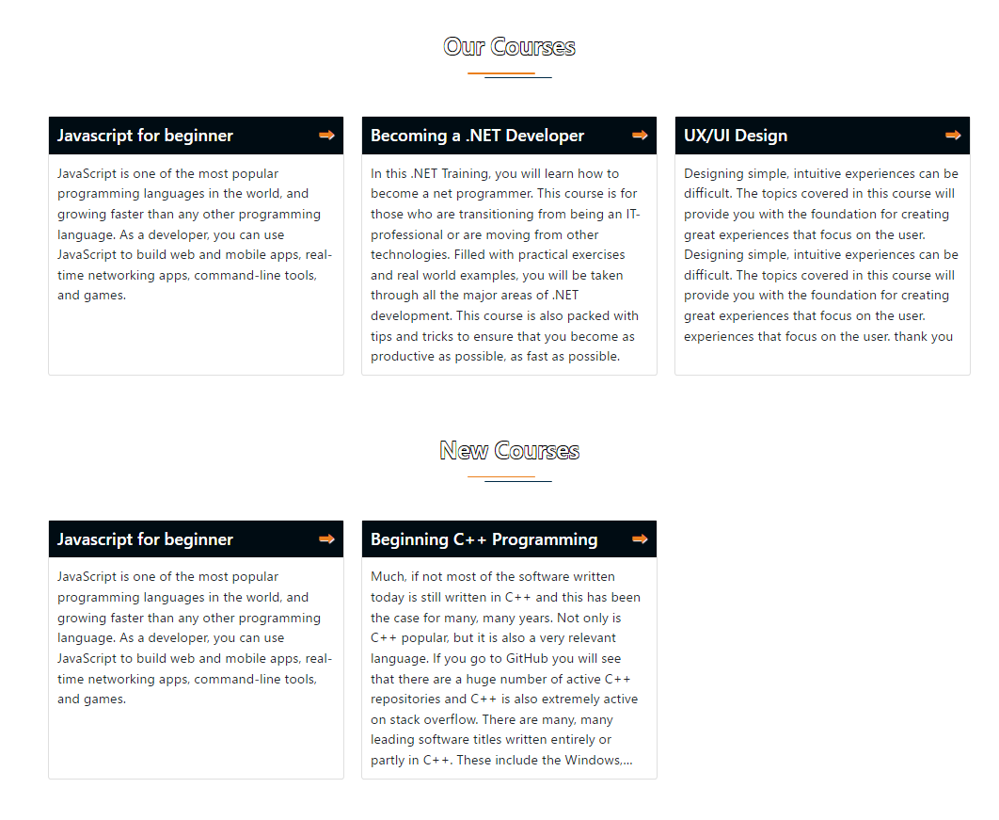 Our Courses
Javascript for beginner
JavaScript is one of the most popular
programming languages in the world, and
growing faster than any other programming
language. As a developer, you can use
JavaScript to build web and mobile apps, real-
time networking apps, command-line tools,
and games.
Becoming a .NET Developer
In this .NET Training, you will learn how to
become a net programmer. This course is for
those who are transitioning from being an IT-
professional or are moving from other
technologies. Filled with practical exercises
and real world examples, you will be taken
through all the major areas of .NET
development. This course is also packed with
tips and tricks to ensure that you become as
productive as possible, as fast as possible.
UX/UI Design
Designing simple, intuitive experiences can be
difficult. The topics covered in this course will
provide you with the foundation for creating
great experiences that focus on the user.
Designing simple, intuitive experiences can be
difficult. The topics covered in this course will
provide you with the foundation for creating
great experiences that focus on the user.
experiences that focus on the user. thank you
New Courses
Javascript for beginner
JavaScript is one of the most popular
programming languages in the world, and
growing faster than any other programming
language. As a developer, you can use
JavaScript to build web and mobile apps, real-
time networking apps, command-line tools,
and games.
Beginning C++ Programming
Much, if not most of the software written
today is still written in C++ and this has been
the case for many, many years. Not only is
C++ popular, but it is also a very relevant
language. If you go to GitHub you will see
that there are a huge number of active C++
repositories and C++ is also extremely active
on stack overflow. There are many, many
leading software titles written entirely or
partly in C++. These include the Windows,...